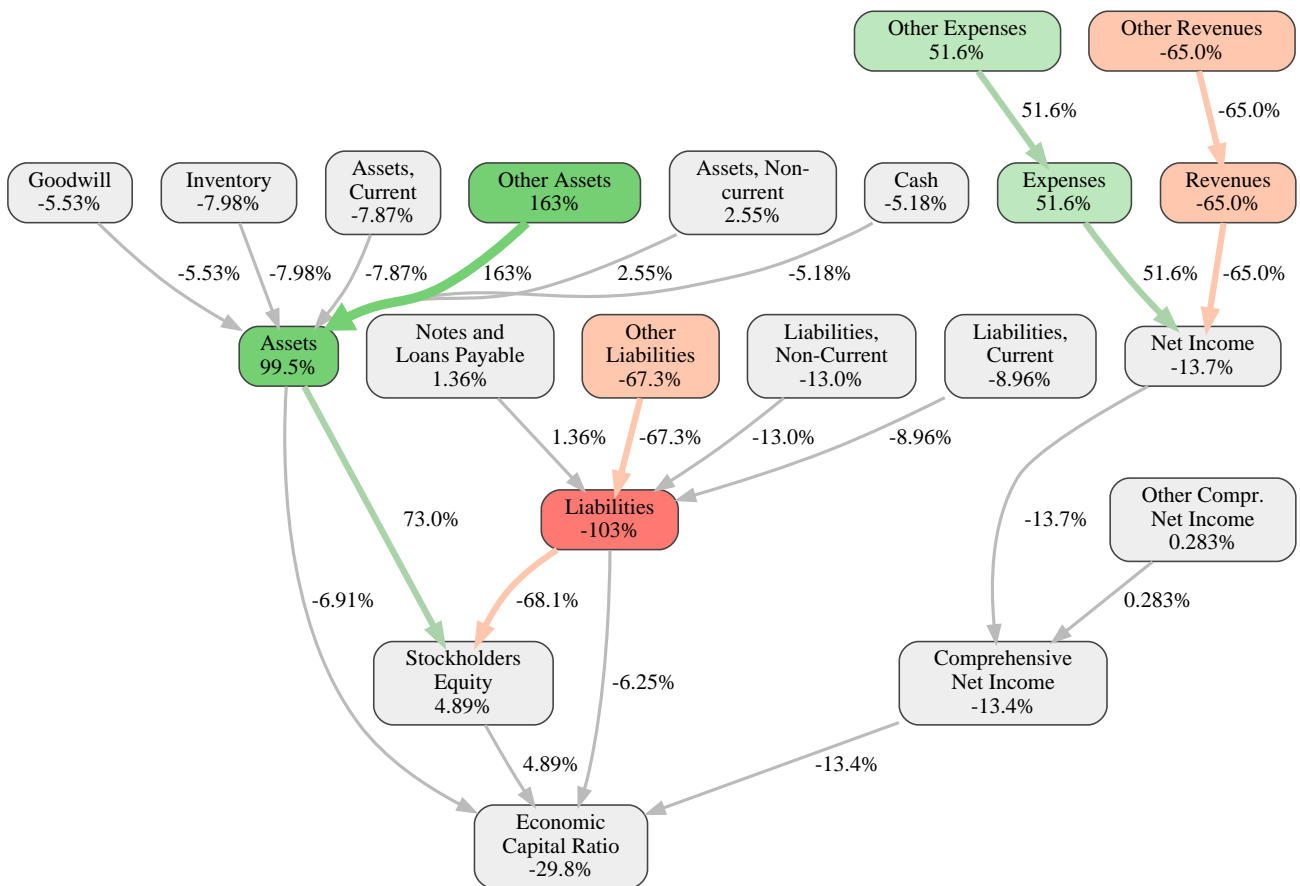 Other Expenses
51.6%
Other Revenues
-65.0%
51.6%
-65.0%
Goodwill
-5.53%
Inventory
-7.98%
Assets,
Current
-7.87%
Other Assets
163%
Assets, Non-
current
2.55%
Cash
-5.18%
Expenses
51.6%
Revenues
-65.0%
-5.53%
-7.98%
-7.87%
163%
2.55%
-5.18%
51.6%
-65.0%
Assets
99.5%
Notes and
Loans Payable
1.36%
Other
Liabilities
-67.3%
Liabilities,
Non-Current
-13.0%
Liabilities,
Current
-8.96%
Net Income
-13.7%
1.36%
-67.3%
-13.0%
-8.96%
Liabilities
-103%
73.0%
-13.7%
Other Compr.
Net Income
0.283%
-6.91%
-68.1%
0.283%
Stockholders
Equity
4.89%
-6.25%
Comprehensive
Net Income
-13.4%
4.89%
-13.4%
Economic
Capital Ratio
-29.8%